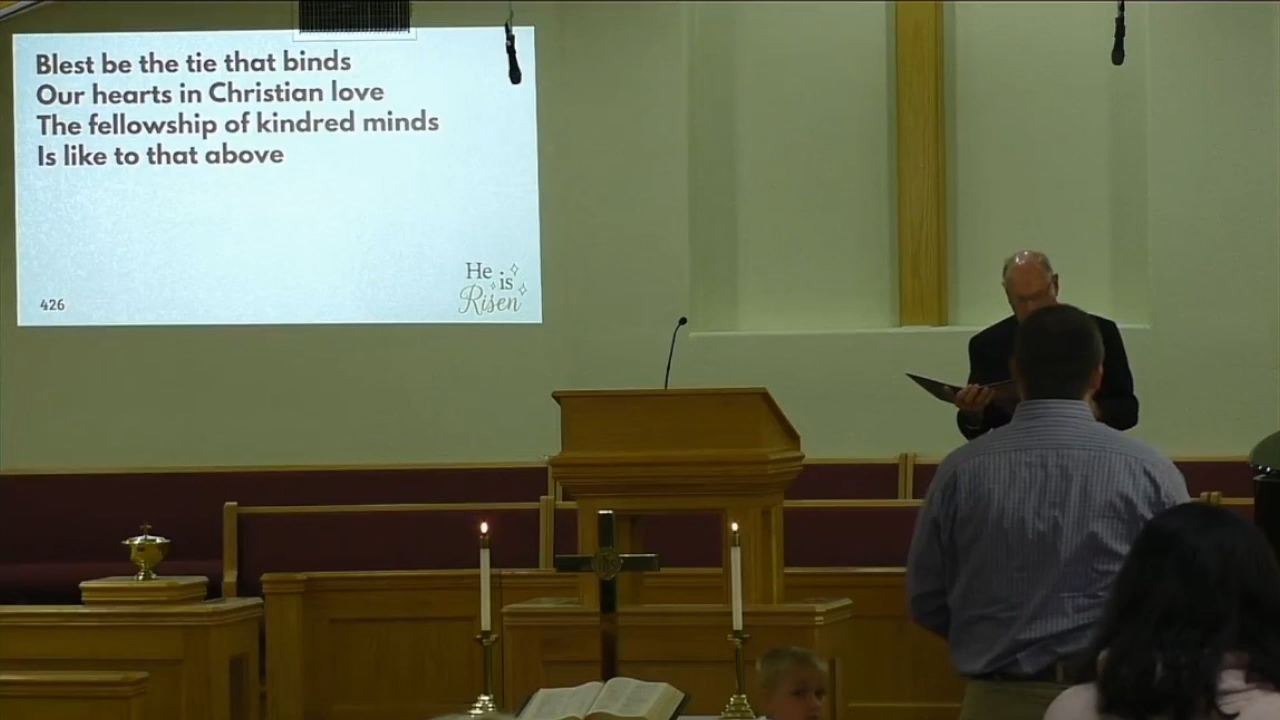 Blest be the tie that binds
Our hearts in Christian love
The fellowship of kindred minds
Is like to that above
He is Risen
426